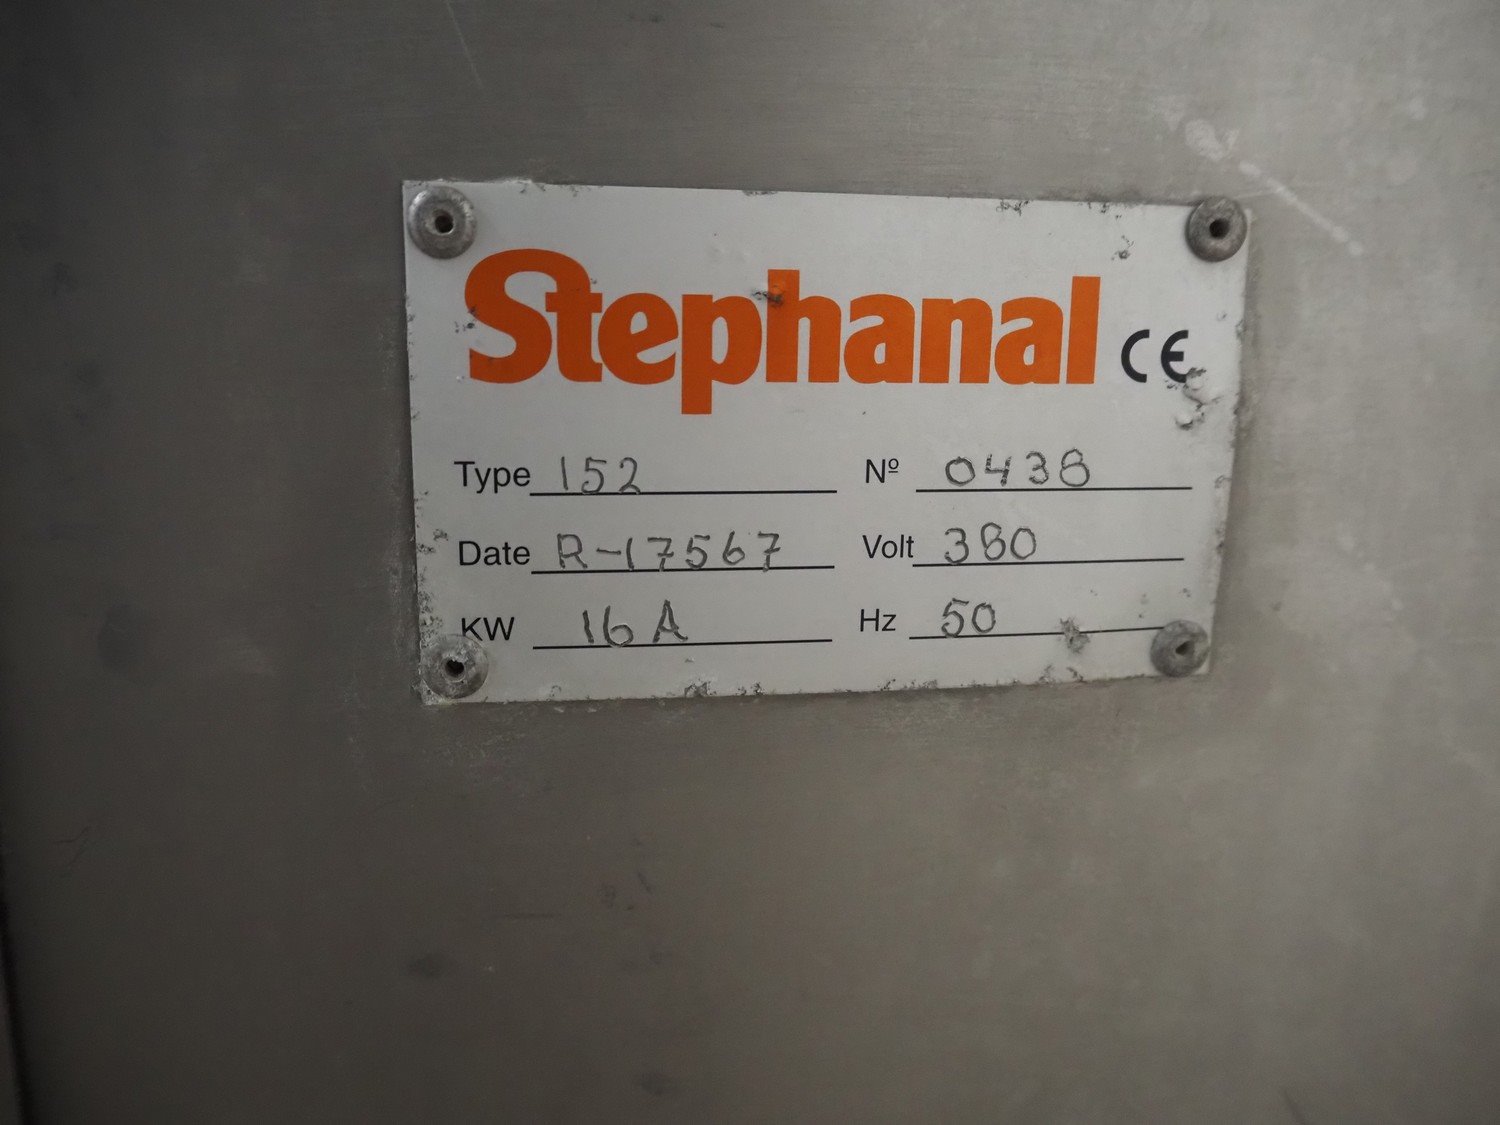 Stephanal CE
Type 152 Nº 0438
Date R-17567 Volt 380
KW 16A Hz 50